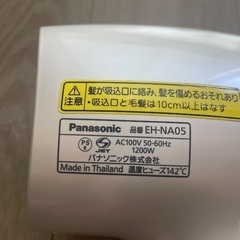 髪が吸込口に絡み、髪を傷めるおそれあり
注意
・吸込口と毛髪は10cm以上はなす
Panasonic EH-NA05
PS
E
JET
AC100V 50-60Hz
1200W
パナソニック株式会社
Made in Thailand 温度ヒューズ142℃